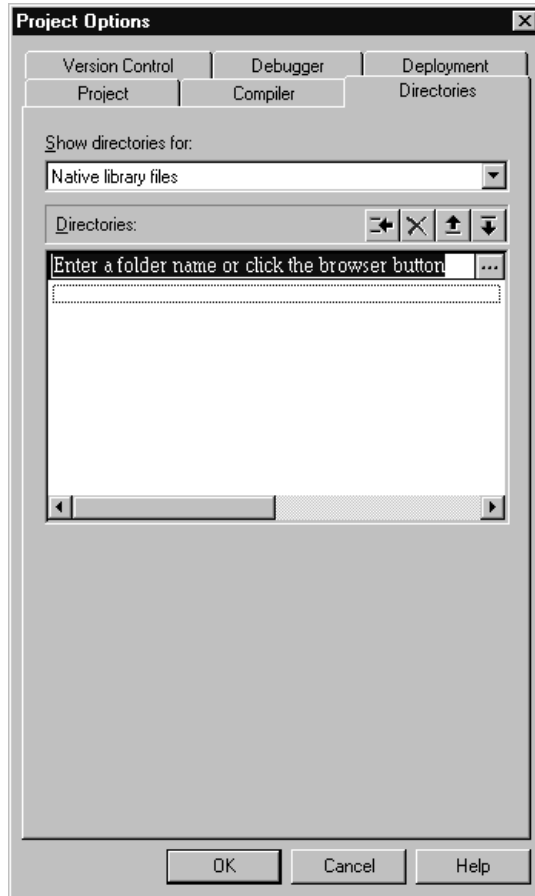 Project Options
Version Control Debugger Deployment
Project Compiler Directories
Show directories for:
Native library files
Directories:
Enter a folder name or click the browser button ...
OK Cancel Help